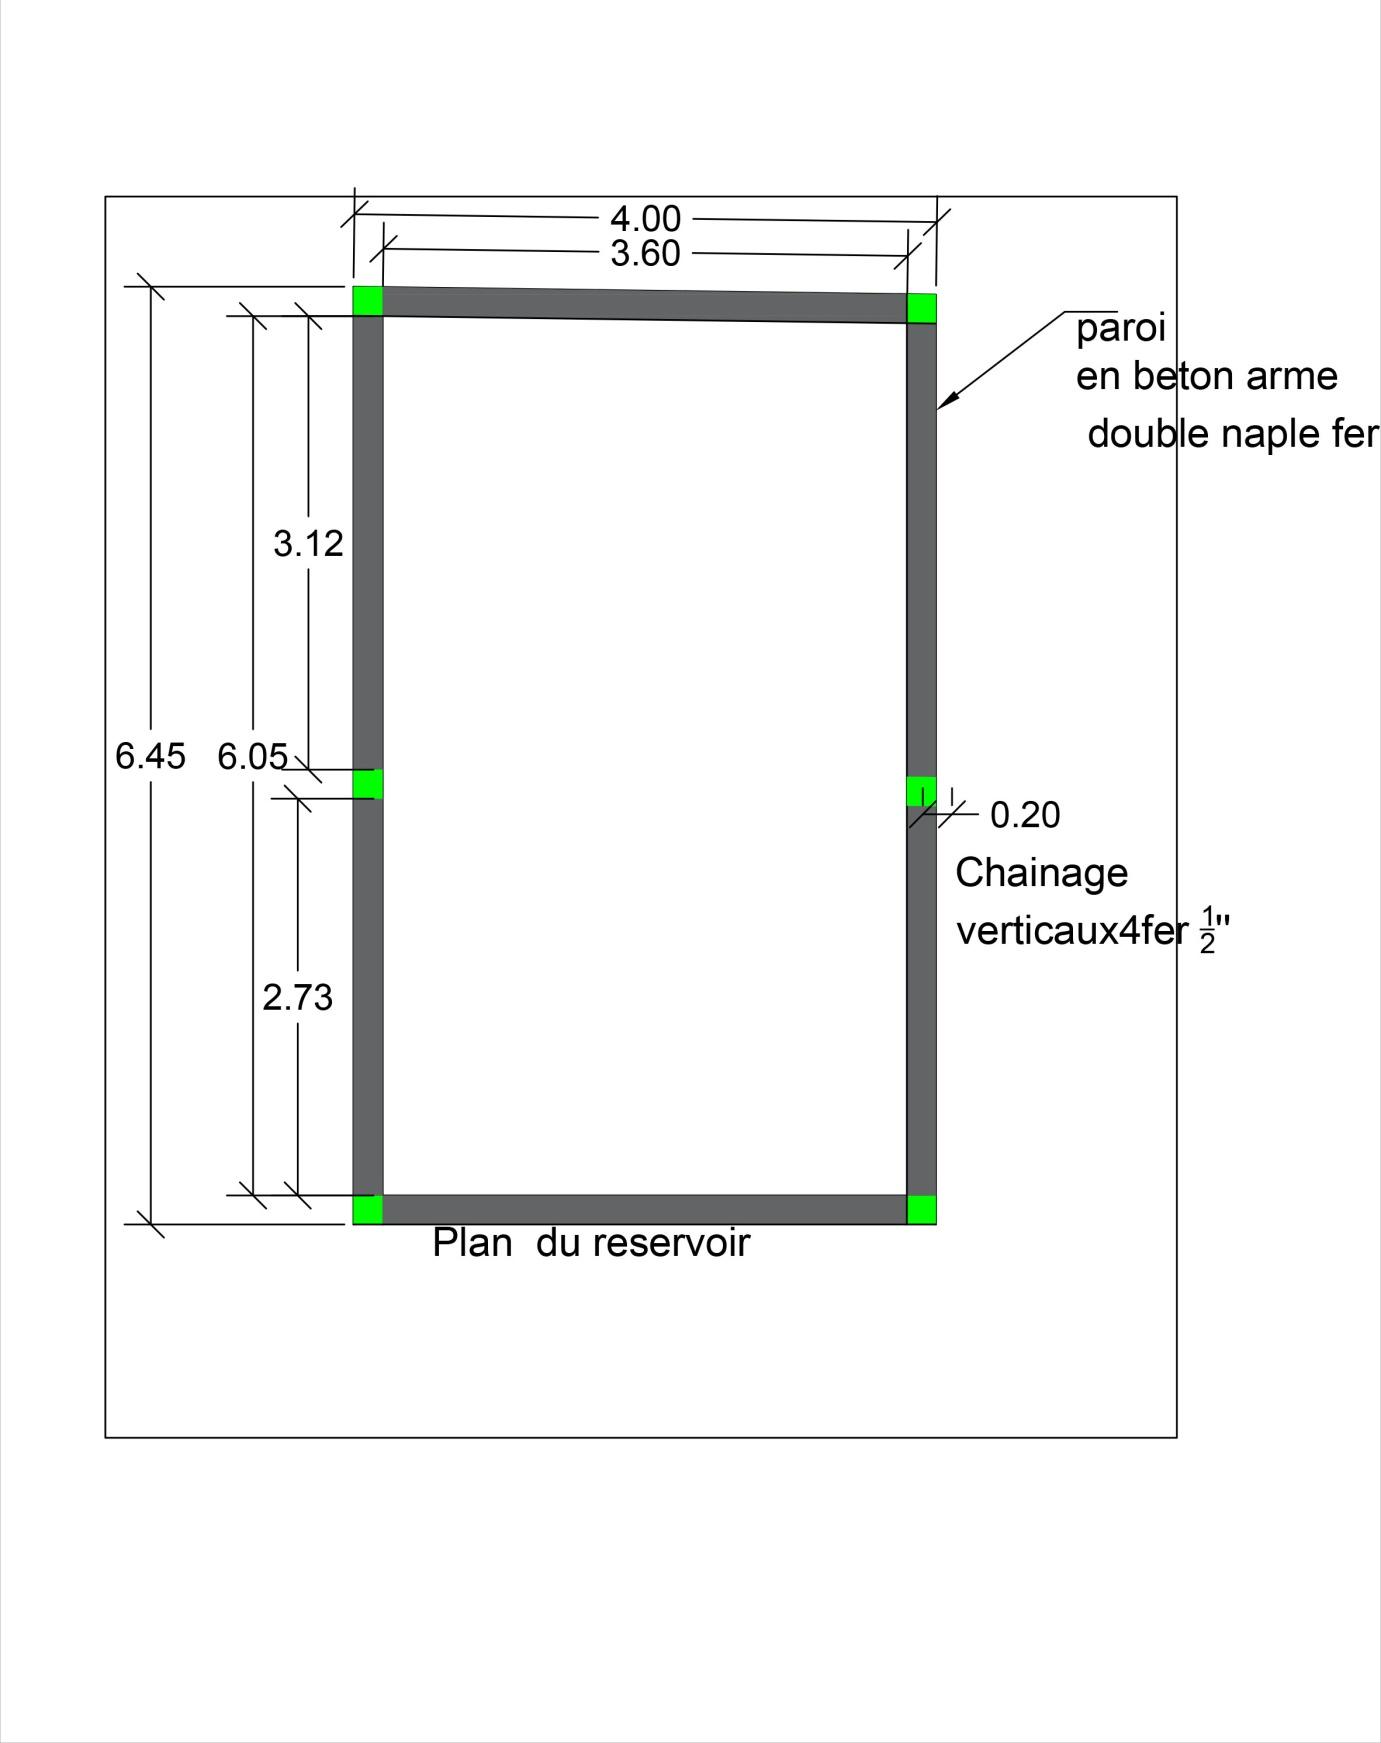 4.00
3.60
paroi
en beton arme
double naple fer
3.12
6.45
6.05
0.20
Chainage
verticaux4fer ½"
2.73
Plan du reservoir